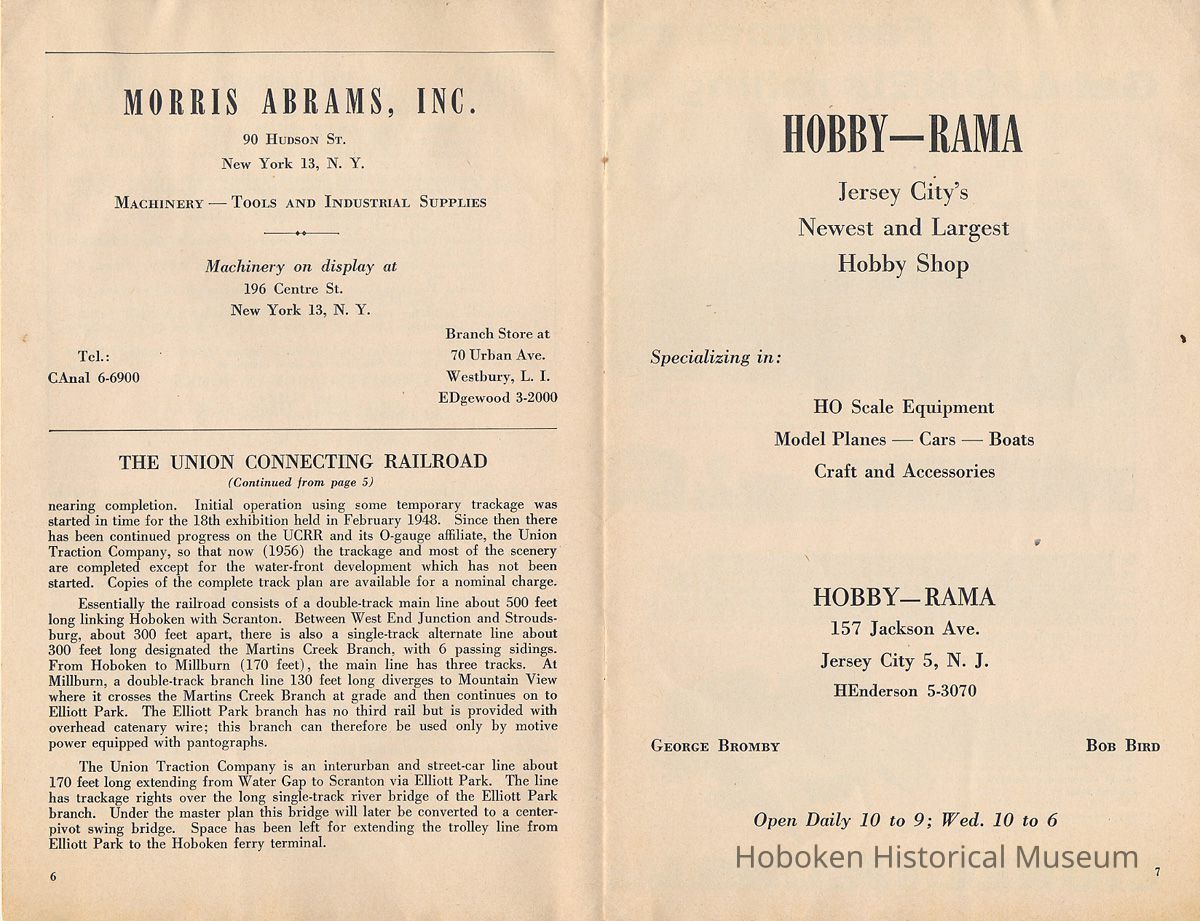 MORRIS ABRAMS, INC.
90 HUDSON ST.
New York 13, N. Y.
MACHINERY — TOOLS AND INDUSTRIAL SUPPLIES
Machinery on display at
196 Centre St.
New York 13, N. Y.
Tel.:
CAnal 6-6900
Branch Store at
70 Urban Ave.
Westbury, L. I.
EDgewood 3-2000
THE UNION CONNECTING RAILROAD
(Continued from page 5)
nearing completion. Initial operation using some temporary trackage was
started in time for the 18th exhibition held in February 1948. Since then there
has been continued progress on the UCRR and its O-gauge affiliate, the Union
Traction Company, so that now (1956) the trackage and most of the scenery
are completed except for the water-front development which has not been
started. Copies of the complete track plan are available for a nominal charge.
Essentially the railroad consists of a double-track main line about 500 feet
long linking Hoboken with Scranton. Between West End Junction and Strouds-
burg, about 300 feet apart, there is also a single-track alternate line about
300 feet long designated the Martins Creek Branch, with 6 passing sidings.
From Hoboken to Millburn (170 feet), the main line has three tracks. At
Millburn, a double-track branch line 130 feet long diverges to Mountain View
where it crosses the Martins Creek Branch at grade and then continues on to
Elliott Park. The Elliott Park branch has no third rail but is provided with
overhead catenary wire; this branch can therefore be used only by motive
power equipped with pantographs.
The Union Traction Company is an interurban and street-car line about
170 feet long extending from Water Gap to Scranton via Elliott Park. The line
has trackage rights over the long single-track river bridge of the Elliott Park
branch. Under the master plan this bridge will later be converted to a center-
pivot swing bridge. Space has been left for extending the trolley line from
Elliott Park to the Hoboken ferry terminal.
6
HOBBY—RAMA
Jersey City's
Newest and Largest
Hobby Shop
Specializing in:
HO Scale Equipment
Model Planes — Cars — Boats
Craft and Accessories
HOBBY—RAMA
157 Jackson Ave.
Jersey City 5, N. J.
HEnderson 5-3070
GEORGE BROMBY
BOB BIRD
Open Daily 10 to 9; Wed. 10 to 6
Hoboken Historical Museum
7